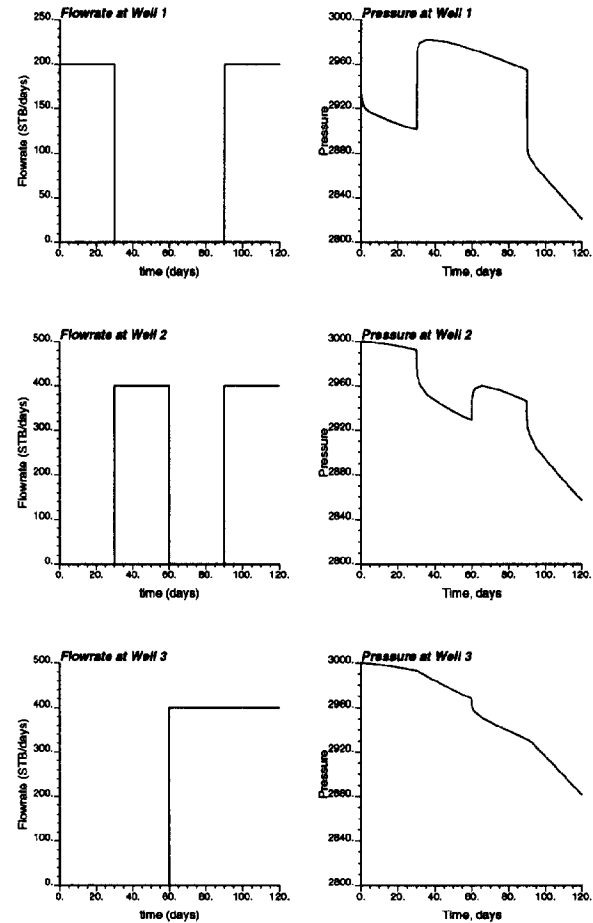 Flowrate at Well 1
Pressure at Well 1
250.
200.
150.
100.
50.
0.
Flowrate (STB/days)
0. 20. 40. 60. 80. 100. 120.
time (days)
3000.
2960.
2920.
2880.
2840.
2800.
Pressure
0. 20. 40. 60. 80. 100. 120.
Time, days
Flowrate at Well 2
Pressure at Well 2
500.
400.
300.
200.
100.
0.
Flowrate (STB/days)
0. 20. 40. 60. 80. 100. 120.
time (days)
3000.
2960.
2920.
2880.
2840.
2800.
Pressure
0. 20. 40. 60. 80. 100. 120.
Time, days
Flowrate at Well 3
Pressure at Well 3
500.
400.
300.
200.
100.
0.
Flowrate (STB/days)
0. 20. 40. 60. 80. 100. 120.
time (days)
3000.
2960.
2920.
2880.
2840.
2800.
Pressure
0. 20. 40. 60. 80. 100. 120.
Time, days